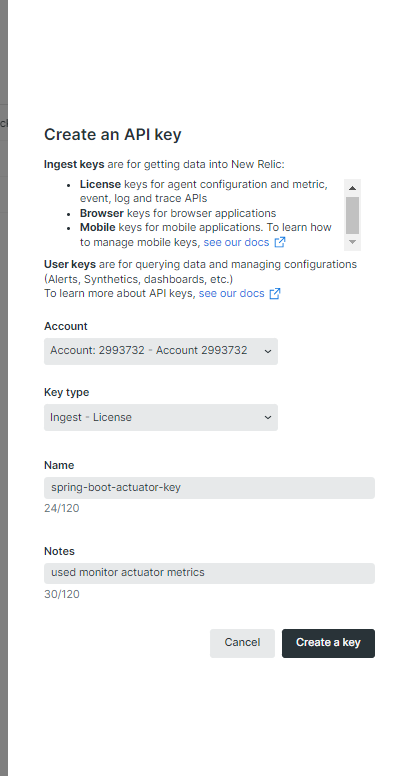 ck
Create an API key
Ingest keys are for getting data into New Relic:
• License keys for agent configuration and metric,
event, log and trace APIs
• Browser keys for browser applications
• Mobile keys for mobile applications. To learn how
to manage mobile keys, see our docs
User keys are for querying data and managing configurations
(Alerts, Synthetics, dashboards, etc.)
To learn more about API keys, see our docs
Account
Account: 2993732 - Account 2993732
Key type
Ingest - License
Name
spring-boot-actuator-key
24/120
Notes
used monitor actuator metrics
30/120
Cancel
Create a key